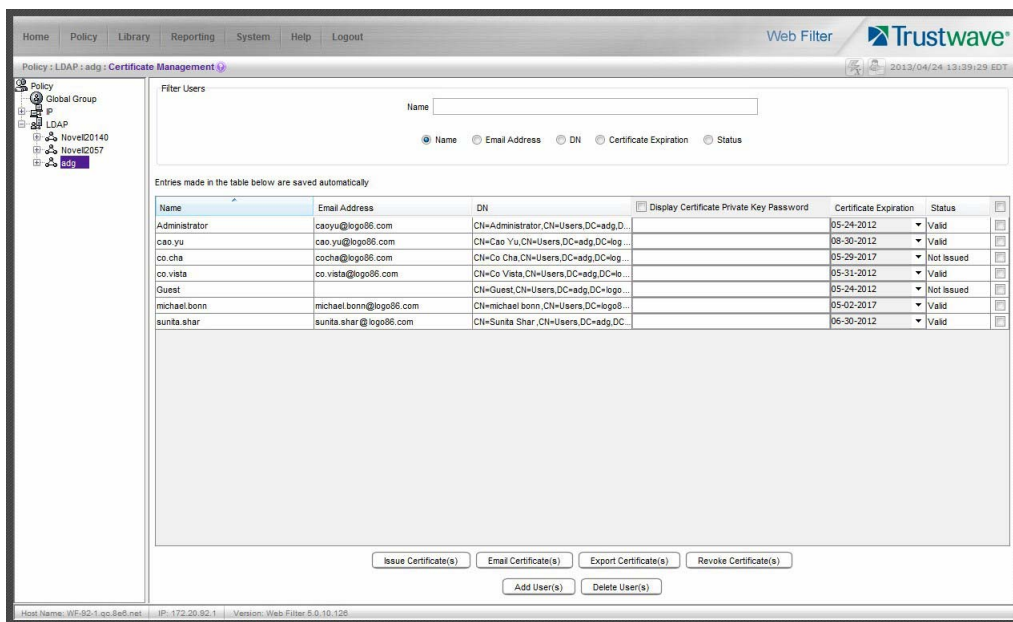 Home Policy Library Reporting System Help Logout
Web Filter
Trustwave®
Policy : LDAP : adg : Certificate Management
2013/04/24 13:39:29 EDT
Policy
Global Group
IP
LDAP
Novell20140
Novell2057
adg
Filter Users
Name
Name Email Address DN Certificate Expiration Status
Entries made in the table below are saved automatically
Name Email Address DN Display Certificate Private Key Password Certificate Expiration Status
Administrator caoyu@logo86.com CN=Administrator,CN=Users,DC=adg,D... 05-24-2012 Valid
cao.yu cao.yu@logo86.com CN=Cao Yu,CN=Users,DC=adg,DC=log... 08-30-2012 Valid
co.cha cocha@logo86.com CN=Co Cha,CN=Users,DC=adg,DC=log... 05-29-2017 Not Issued
co.vista co.vista@logo86.com CN=Co Vista,CN=Users,DC=adg,DC=lo... 05-31-2012 Valid
Guest CN=Guest,CN=Users,DC=adg,DC=logo8... 05-24-2012 Not Issued
michael.bonn michael.bonn@logo86.com CN=michael bonn,CN=Users,DC=logo8... 05-02-2017 Valid
sunita.shar sunita.shar@logo86.com CN=Sunita Shar ,CN=Users,DC=adg,DC... 06-30-2012 Valid
Issue Certificate(s) Email Certificate(s) Export Certificate(s) Revoke Certificate(s)
Add User(s) Delete User(s)
Host Name: WF-92-1.qc.8e6.net IP: 172.20.92.1 Version: Web Filter 5.0.10.126